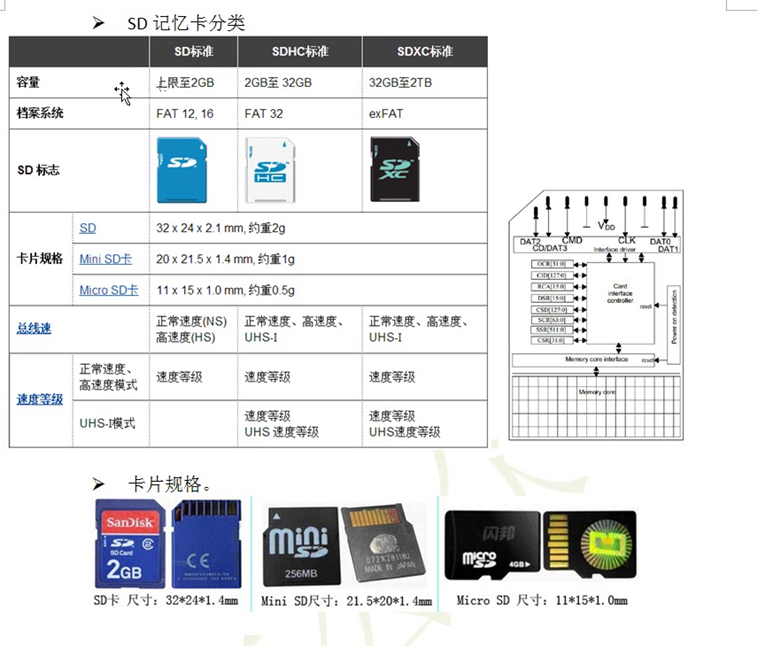 ➤ SD 记忆卡分类
SD标准 SDHC标准 SDXC标准
容量 上限至2GB 2GB至 32GB 32GB至2TB
档案系统 FAT 12, 16 FAT 32 exFAT
SD 标志
SD
SD HC
SD XC
卡片规格
SD 32 x 24 x 2.1 mm, 约重2g
Mini SD卡 20 x 21.5 x 1.4 mm, 约重1g
Micro SD卡 11 x 15 x 1.0 mm, 约重0.5g
总线速
正常速度(NS) 正常速度、高速度、 正常速度、高速度、
高速度(HS) UHS-I UHS-I
速度等级
正常速度、 速度等级 速度等级 速度等级
高速度模式
UHS-I模式 速度等级 速度等级
UHS 速度等级 UHS速度等级
VDD
DAT2 CMD CLK DAT0
CD/DAT3 Interface driver DAT1
OCR[31:0]
CID[127:0]
RCA[15:0]
DSR[15:0]
CSD[127:0]
SCR[63:0]
SSR[511:0]
CSR[31:0]
Card
interface
controller
reset
Power on detection
Memory core interface
reset
Memory core
➤ 卡片规格。
SanDisk
SD
SD Card 2
2GB
CE
mini
SD
256MB
MADE IN JAPAN
闪邦
micro
SD
4GB
SD卡 尺寸: 32*24*1.4mm
Mini SD尺寸: 21.5*20*1.4mm
Micro SD 尺寸: 11*15*1.0mm